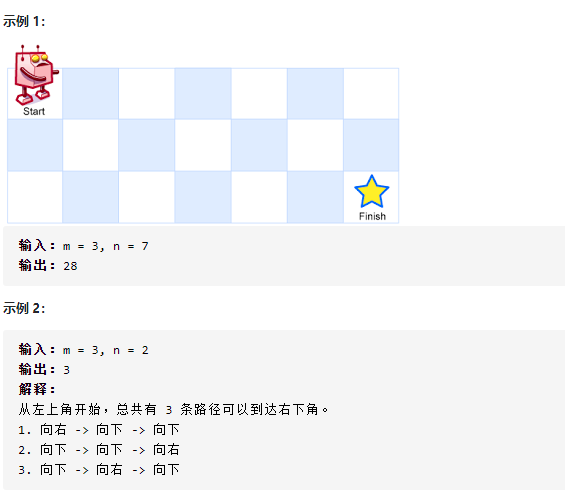 示例 1：
Start
Finish
输入：m = 3, n = 7
输出：28
示例 2：
输入：m = 3, n = 2
输出：3
解释：
从左上角开始，总共有 3 条路径可以到达右下角。
1. 向右 -> 向下 -> 向下
2. 向下 -> 向下 -> 向右
3. 向下 -> 向右 -> 向下